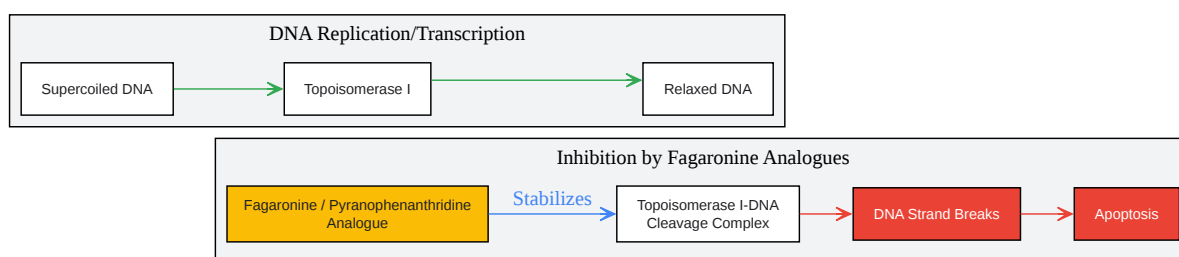 DNA Replication/Transcription
Supercoiled DNA
Topoisomerase I
Relaxed DNA
Inhibition by Fagaronine Analogues
Fagaronine / Pyranophenanthridine
Analogue
Stabilizes
Topoisomerase I-DNA
Cleavage Complex
DNA Strand Breaks
Apoptosis